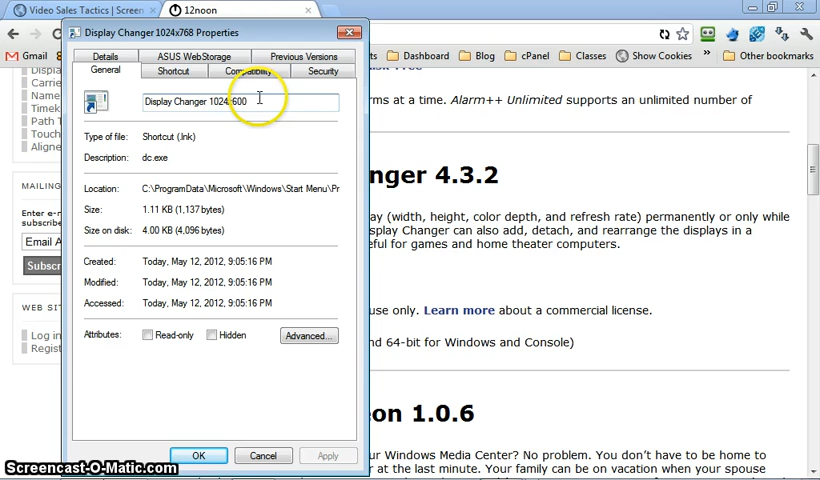 Video Sales Tactics | Screen
12noon
Display Changer 1024x768 Properties
Gmail
Dashboard
Blog
cPanel
Other bookmarks
Details
ASUS WebStorage
Previous Versions
General
Shortcut
Compatibility
Security
Display Changer 1024x600
Type of file:
Shortcut (.lnk)
Description:
dc.exe
Location:
C:\ProgramData\Microsoft\Windows\Start Menu\Pr
Size:
1.11 KB (1,137 bytes)
Size on disk:
4.00 KB (4,096 bytes)
Created:
Today, May 12, 2012, 9:05:16 PM
Modified:
Today, May 12, 2012, 9:05:16 PM
Accessed:
Today, May 12, 2012, 9:05:16 PM
Attributes:
Read-only
Hidden
Advanced...
OK
Cancel
Apply
Displa
Carrie
Name
Timek
Path T
Touch
Aligne
MAILING
Enter e-m
subscribe
Email A
Subsc
WEB SIT
Log in
Regist
rms at a time. Alarm++ Unlimited supports an unlimited number of
nger 4.3.2
ay (width, height, color depth, and refresh rate) permanently or only while
splay Changer can also add, detach, and rearrange the displays in a
eful for games and home theater computers.
use only. Learn more about a commercial license.
nd 64-bit for Windows and Console)
eon 1.0.6
ur Windows Media Center? No problem. You don't have to be home to
r at the last minute. Your family can be on vacation when your spouse
Screencast-O-Matic.com